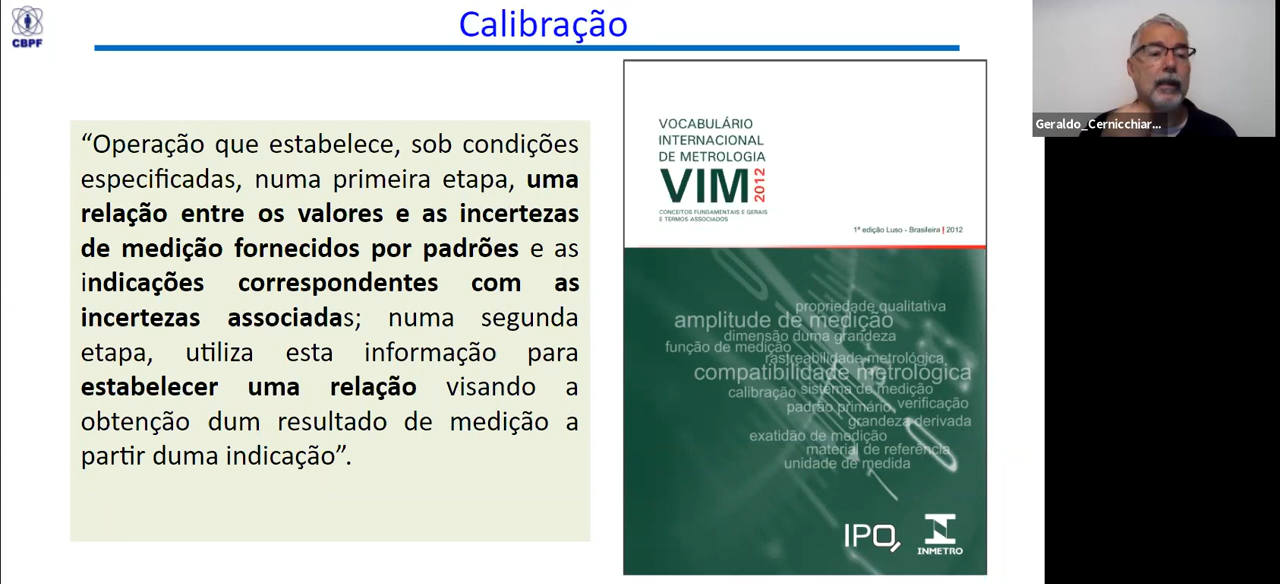 Calibração
CBPF
“Operação que estabelece, sob condições
especificadas, numa primeira etapa, uma
relação entre os valores e as incertezas
de medição fornecidos por padrões e as
indicações correspondentes com as
incertezas associadas; numa segunda
etapa, utiliza esta informação para
estabelecer uma relação visando a
obtenção dum resultado de medição a
partir duma indicação”.
VOCABULÁRIO
INTERNACIONAL
DE METROLOGIA
VIM 2012
CONCEITOS FUNDAMENTAIS E GERAIS
E TERMOS ASSOCIADOS
1ª edição Luso - Brasileira | 2012
propriedade qualitativa
amplitude de medição
dimensão duma grandeza
função de medição
rastreabilidade metrológica
compatibilidade metrológica
calibração sistema de medição
padrão primário verificação
grandeza derivada
exatidão de medição
material de referência
unidade de medida
IPQ
INMETRO
Geraldo_Cernicchiar...